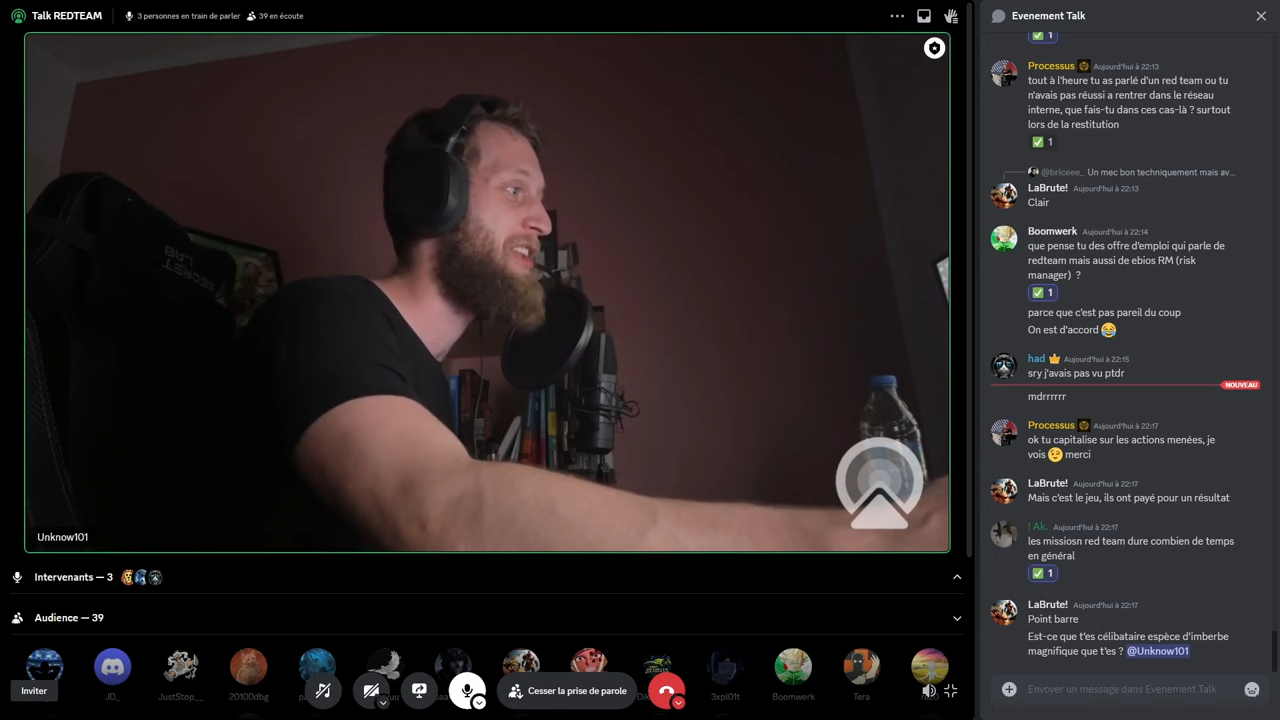 Talk REDTEAM
3 personnes en train de parler
39 en écoute
Unknow101
Intervenants — 3
Audience — 39
JD_
JustStop__
20100dbg
3xpl01t
Boomwerk
Tera
Inviter
Cesser la prise de parole
Evenement Talk
✅ 1
Processus Aujourd'hui à 22:13
tout à l'heure tu as parlé d'un red team ou tu
n'avais pas réussi a rentrer dans le réseau
interne, que fais-tu dans ces cas-là ? surtout
lors de la restitution
✅ 1
@briceee_ Un mec bon techniquement mais av...
LaBrute! Aujourd'hui à 22:13
Clair
Boomwerk Aujourd'hui à 22:14
que pense tu des offre d'emploi qui parle de
redteam mais aussi de ebios RM (risk
manager) ?
✅ 1
parce que c'est pas pareil du coup
On est d'accord 😂
had Aujourd'hui à 22:15
sry j'avais pas vu ptdr
NOUVEAU
mdrrrrrr
Processus Aujourd'hui à 22:17
ok tu capitalise sur les actions menées, je
vois 😉 merci
LaBrute! Aujourd'hui à 22:17
Mais c'est le jeu, ils ont payé pour un résultat
! Ak. Aujourd'hui à 22:17
les missiosn red team dure combien de temps
en général
✅ 1
LaBrute! Aujourd'hui à 22:17
Point barre
Est-ce que t'es célibataire espèce d'imberbe
magnifique que t'es ? @Unknow101
Envoyer un message dans Evenement Talk